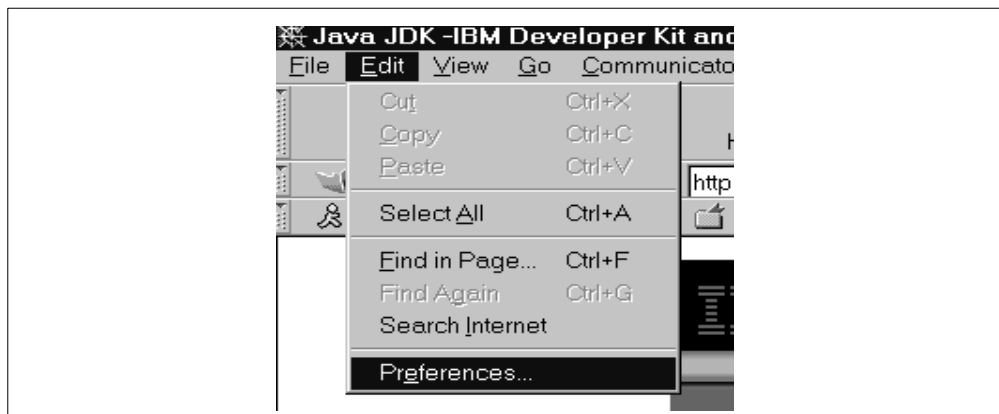 Java JDK -IBM Developer Kit and
File Edit View Go Communicato
Cut Ctrl+X
Copy Ctrl+C
Paste Ctrl+V
http
Select All Ctrl+A
Find in Page... Ctrl+F
Find Again Ctrl+G
Search Internet
Preferences...